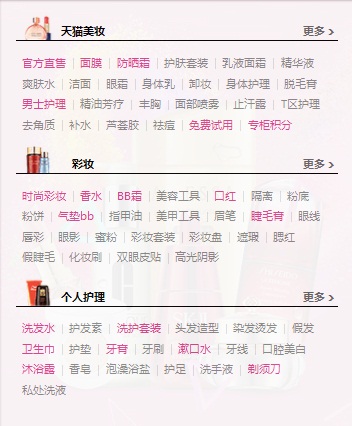 天猫美妆 更多 >
官方直售 | 面膜 | 防晒霜 | 护肤套装 | 乳液面霜 | 精华液
爽肤水 | 洁面 | 眼霜 | 身体乳 | 卸妆 | 身体护理 | 脱毛膏
男士护理 | 精油芳疗 | 丰胸 | 面部喷雾 | 止汗露 | T区护理
去角质 | 补水 | 芦荟胶 | 祛痘 | 免费试用 | 专柜积分
彩妆 更多 >
时尚彩妆 | 香水 | BB霜 | 美容工具 | 口红 | 隔离 | 粉底
粉饼 | 气垫bb | 指甲油 | 美甲工具 | 眉笔 | 睫毛膏 | 眼线
唇彩 | 眼影 | 蜜粉 | 彩妆套装 | 彩妆盘 | 遮瑕 | 腮红
假睫毛 | 化妆刷 | 双眼皮贴 | 高光阴影
个人护理 更多 >
洗发水 | 护发素 | 洗护套装 | 头发造型 | 染发烫发 | 假发
卫生巾 | 护垫 | 牙膏 | 牙刷 | 漱口水 | 牙线 | 口腔美白
沐浴露 | 香皂 | 泡澡浴盐 | 护足 | 洗手液 | 剃须刀
私处洗液